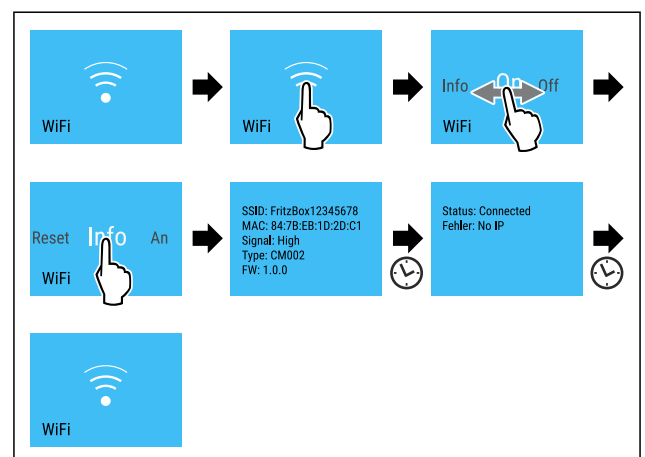 WiFi
WiFi
Info On Off
WiFi
Reset Info An
WiFi
SSID: FritzBox12345678
MAC: 84:7B:EB:1D:2D:C1
Signal: High
Type: CM002
FW: 1.0.0
Status: Connected
Fehler: No IP
WiFi